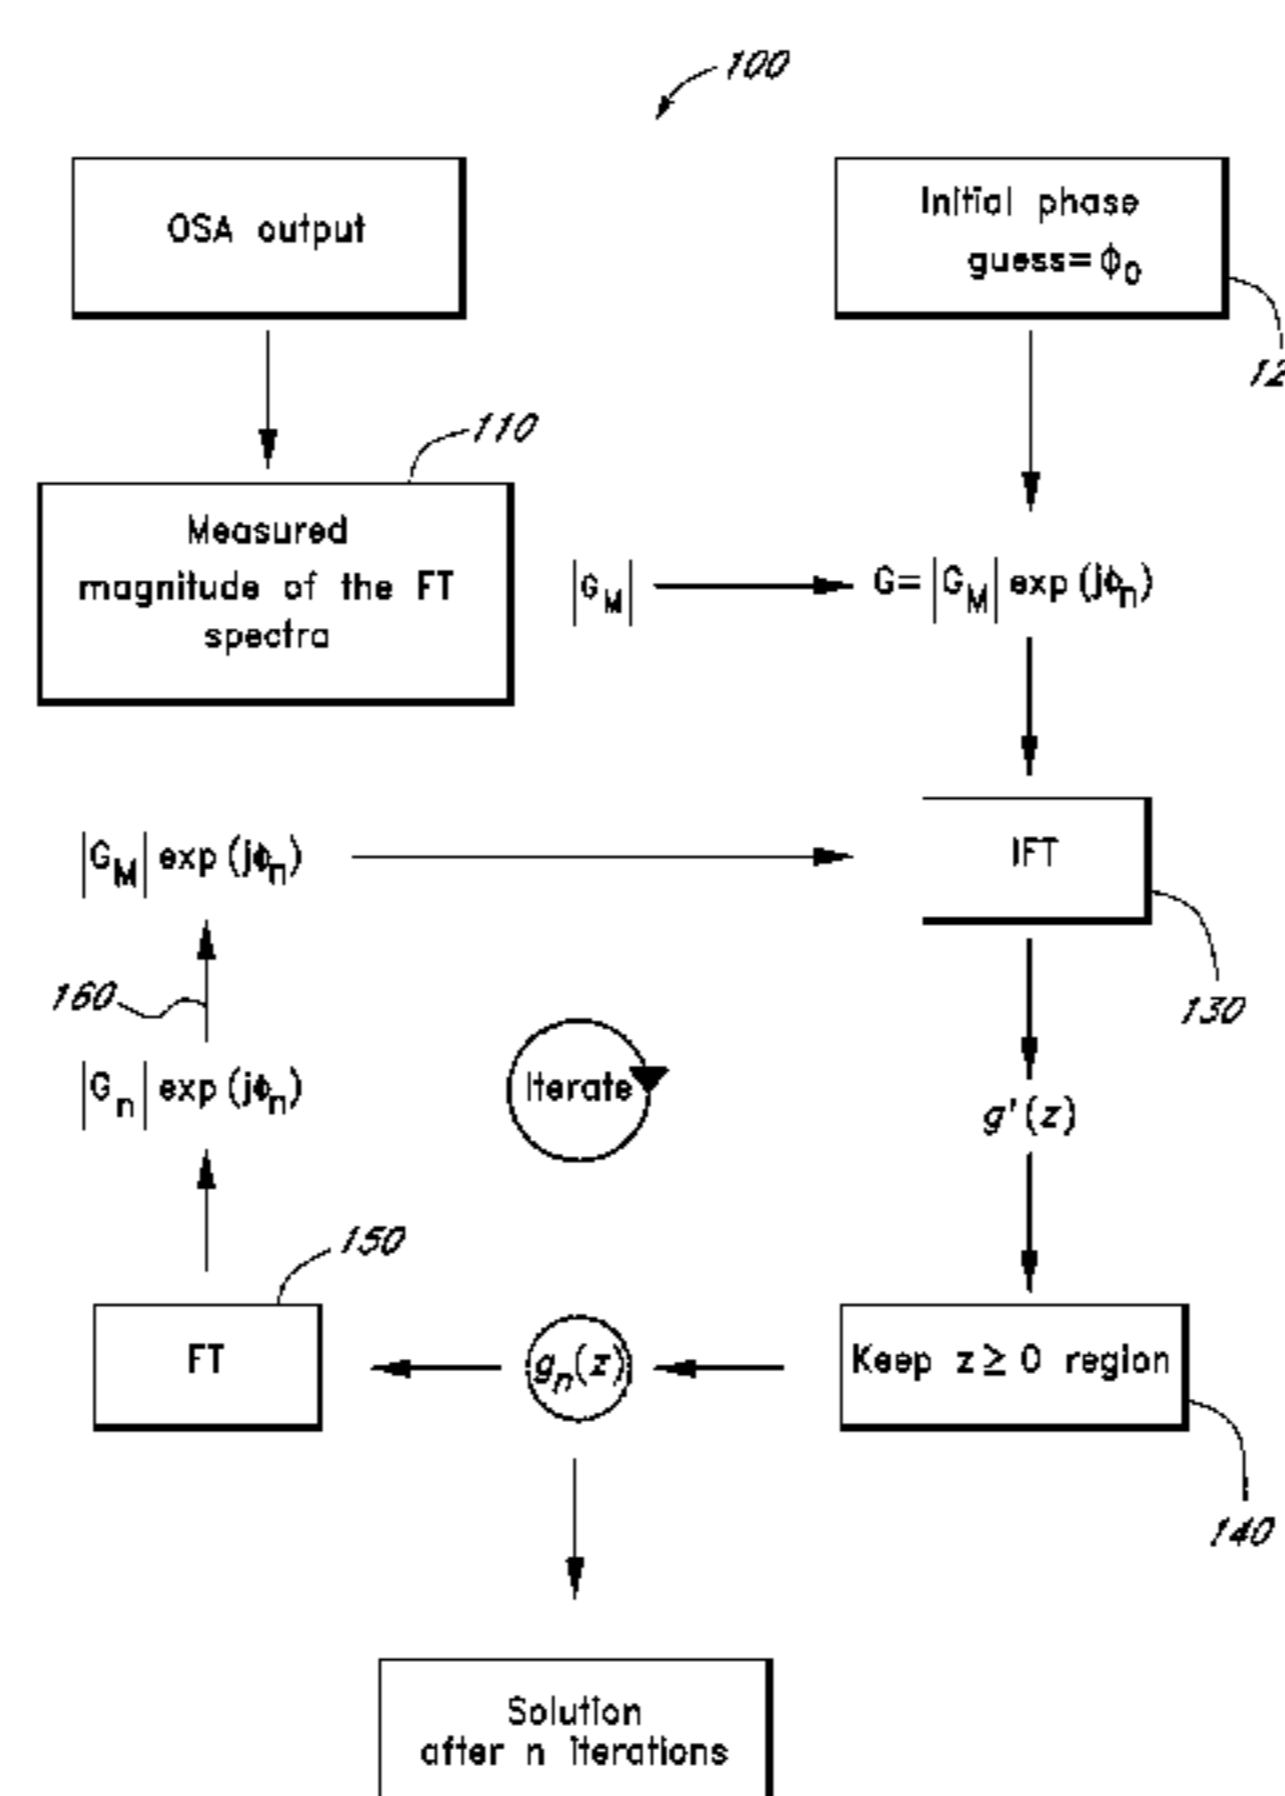 100
OSA output
Initial phase
guess=ϕ0
12
110
Measured
magnitude of the FT
spectra
|GM|
G=|GM| exp(jϕn)
|GM| exp(jϕn)
IFT
160
130
|Gn| exp(jϕn)
Iterate
g'(z)
150
FT
gn(z)
Keep z≥0 region
140
Solution
after n iterations